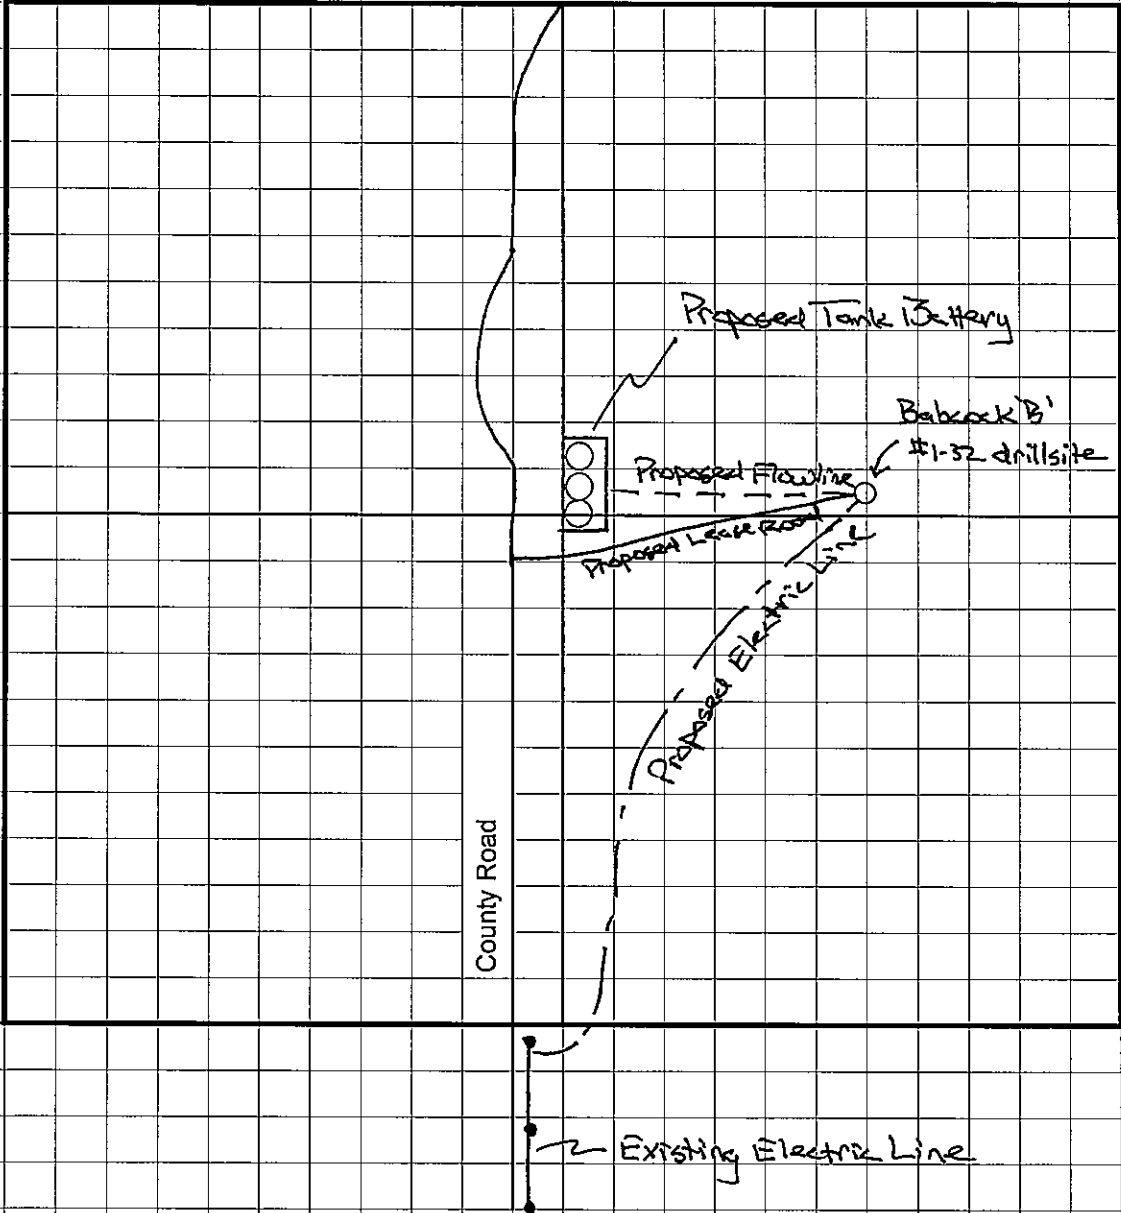 Proposed Tank Battery
Babcock 'B'
#1-32 drillsite
Proposed Flowline
Proposed Lease Road
Proposed Electric Line
County Road
Existing Electric Line